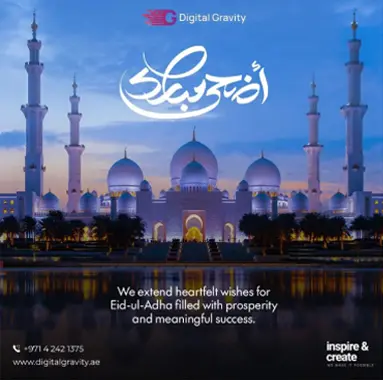 Digital Gravity
أضحى مبارك
We extend heartfelt wishes for
Eid-ul-Adha filled with prosperity
and meaningful success.
+971 4 242 1375
www.digitalgravity.ae
inspire &
create